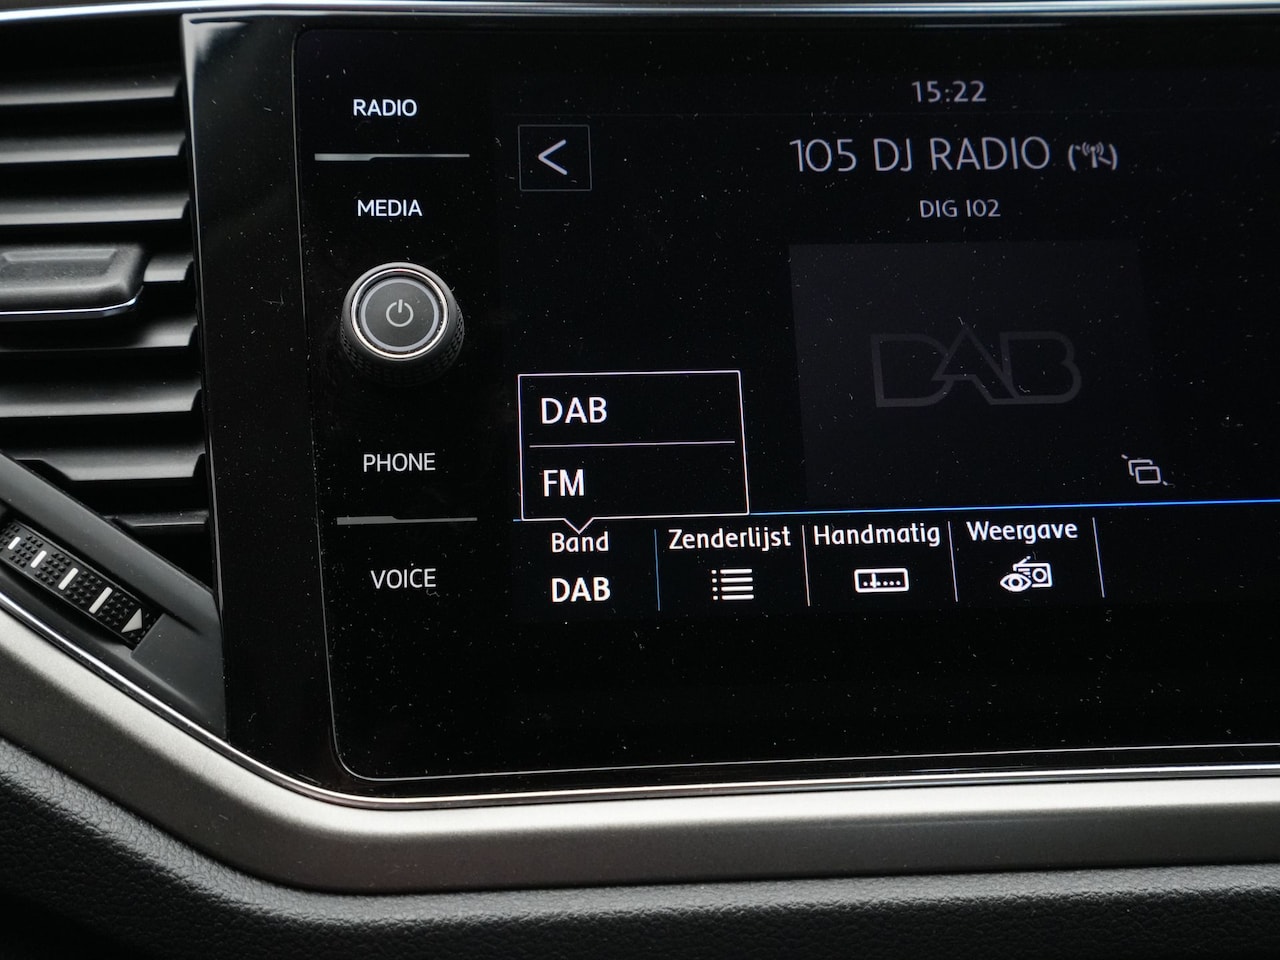 RADIO
MEDIA
PHONE
VOICE
15:22
<
105 DJ RADIO
DIG 102
DAB
DAB
FM
Band
DAB
Zenderlijst
Handmatig
Weergave